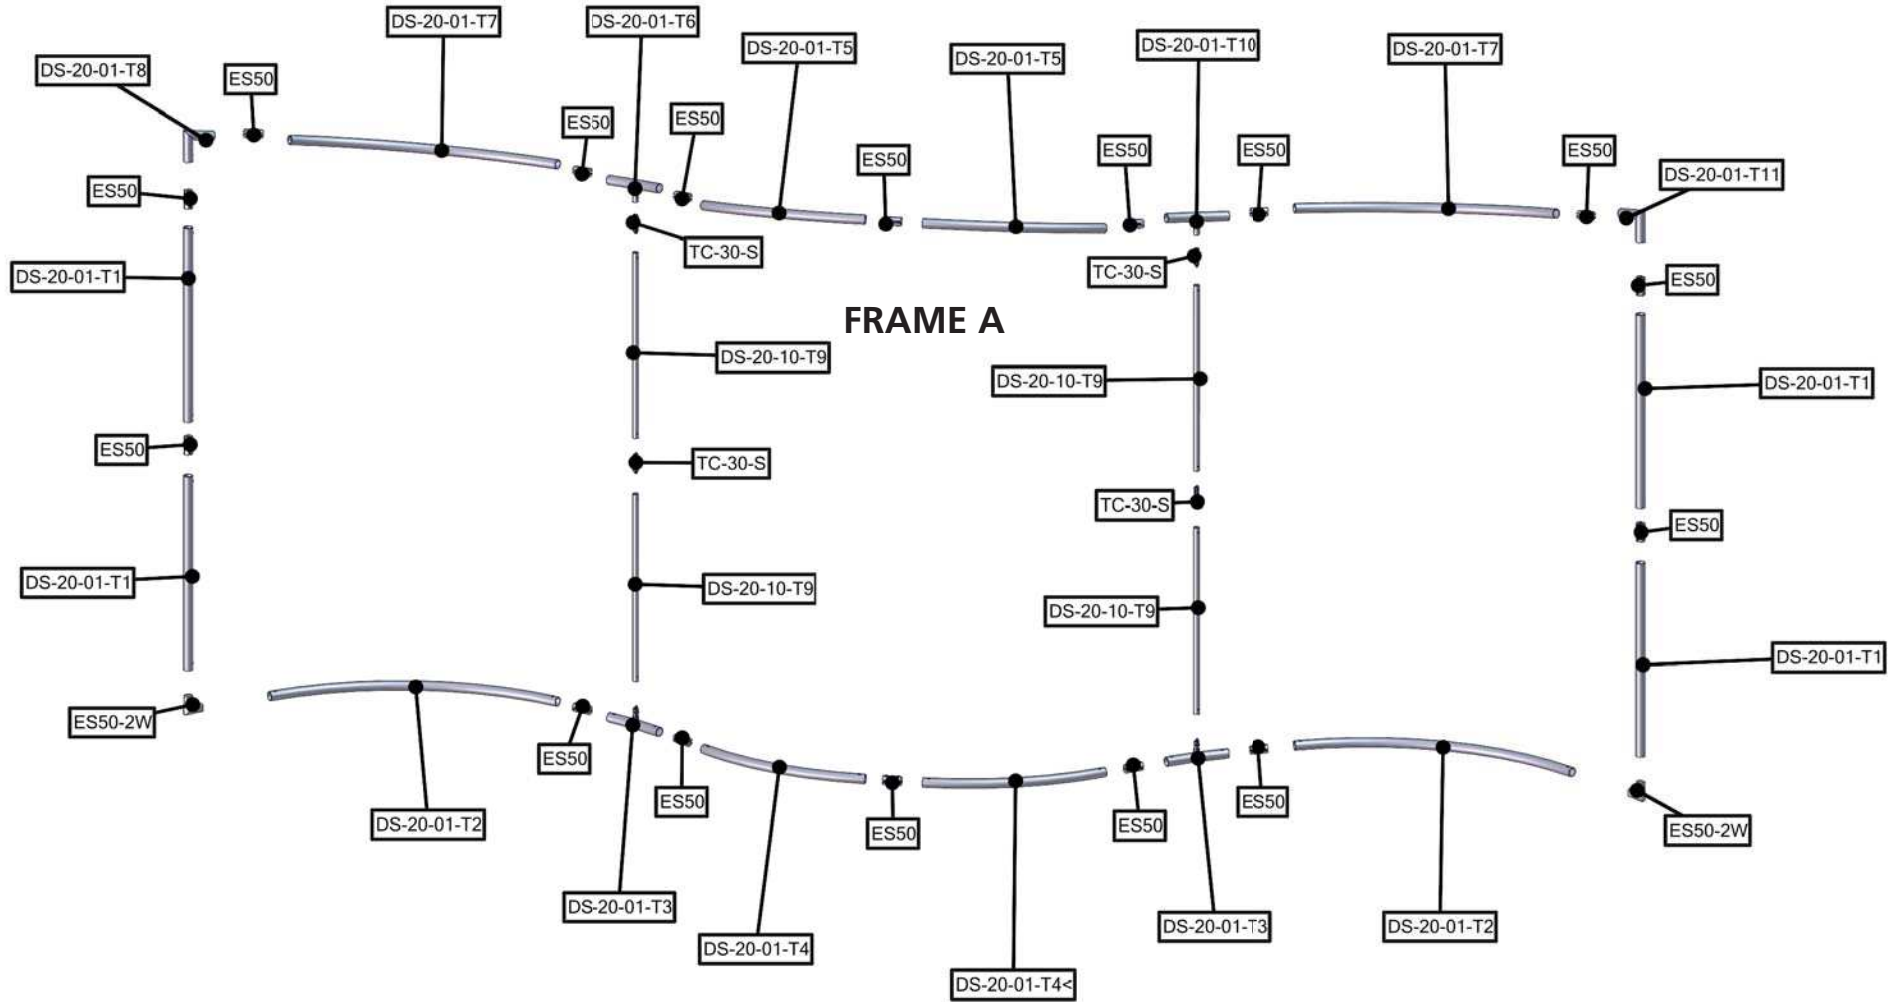 DS-20-01-T7
DS-20-01-T6
DS-20-01-T5
DS-20-01-T5
DS-20-01-T10
DS-20-01-T7
DS-20-01-T8
ES50
ES50
ES50
ES50
ES50
ES50
ES50
DS-20-01-T11
ES50
TC-30-S
TC-30-S
DS-20-01-T1
ES50
FRAME A
DS-20-10-T9
DS-20-10-T9
DS-20-01-T1
ES50
TC-30-S
TC-30-S
ES50
DS-20-01-T1
DS-20-10-T9
DS-20-10-T9
DS-20-01-T1
ES50-2W
ES50
ES50
ES50
ES50
ES50
ES50-2W
DS-20-01-T2
DS-20-01-T3
DS-20-01-T4
DS-20-01-T4<
DS-20-01-T3
DS-20-01-T2